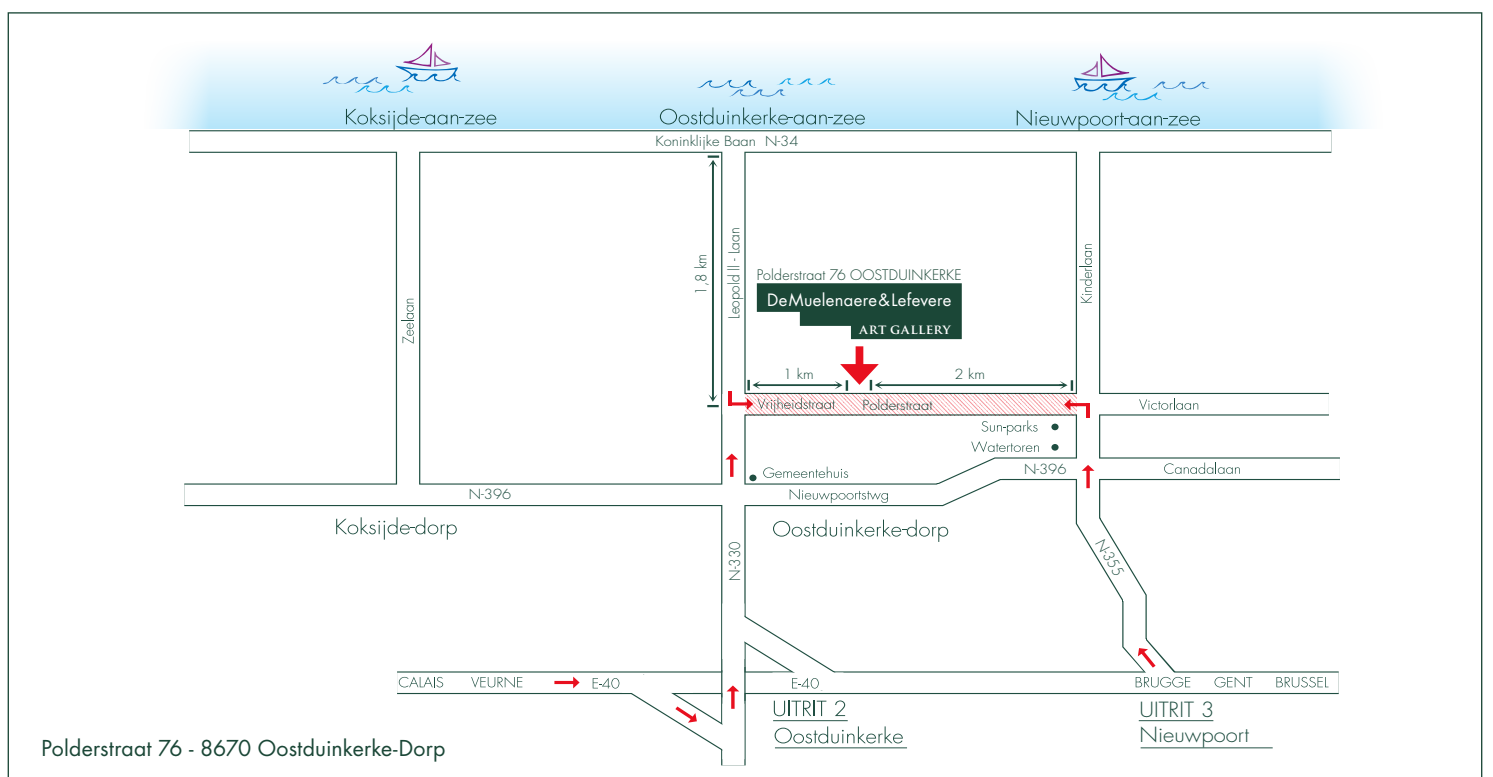 Koksijde-aan-zee
Oostduinkerke-aan-zee
Nieuwpoort-aan-zee
Koninklijke Baan N-34
Zeelaan
1,8 km
Leopold II - Laan
Kinderlaan
Polderstraat 76 OOSTDUINKERKE
DeMuelenaere&Lefevere
ART GALLERY
1 km
2 km
Vrijheidstraat
Polderstraat
Victorlaan
Sun-parks
Watertoren
Gemeentehuis
N-396
Canadalaan
N-396
Nieuwpoortstwg
Koksijde-dorp
Oostduinkerke-dorp
N-330
N-355
CALAIS VEURNE E-40
E-40
BRUGGE GENT BRUSSEL
UITRIT 2
Oostduinkerke
UITRIT 3
Nieuwpoort
Polderstraat 76 - 8670 Oostduinkerke-Dorp